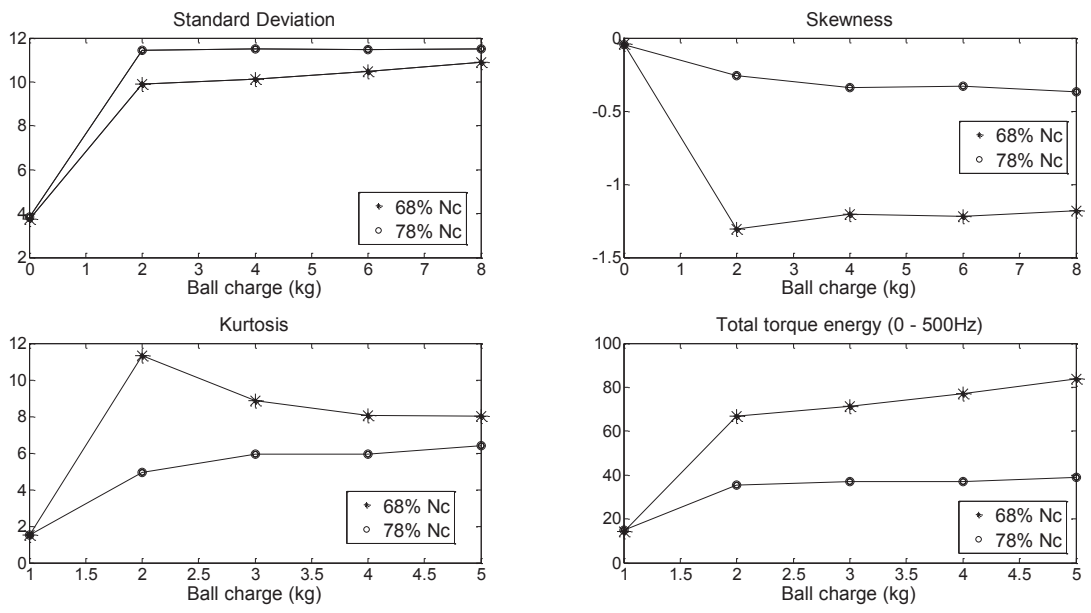 Standard Deviation
12
10
8
6
4
2
0 1 2 3 4 5 6 7 8
Ball charge (kg)
68% Nc
78% Nc
Skewness
0
-0.5
-1
-1.5
0 1 2 3 4 5 6 7 8
Ball charge (kg)
68% Nc
78% Nc
Kurtosis
12
10
8
6
4
2
0
1 1.5 2 2.5 3 3.5 4 4.5 5
Ball charge (kg)
68% Nc
78% Nc
Total torque energy (0 - 500Hz)
100
80
60
40
20
0
1 1.5 2 2.5 3 3.5 4 4.5 5
Ball charge (kg)
68% Nc
78% Nc